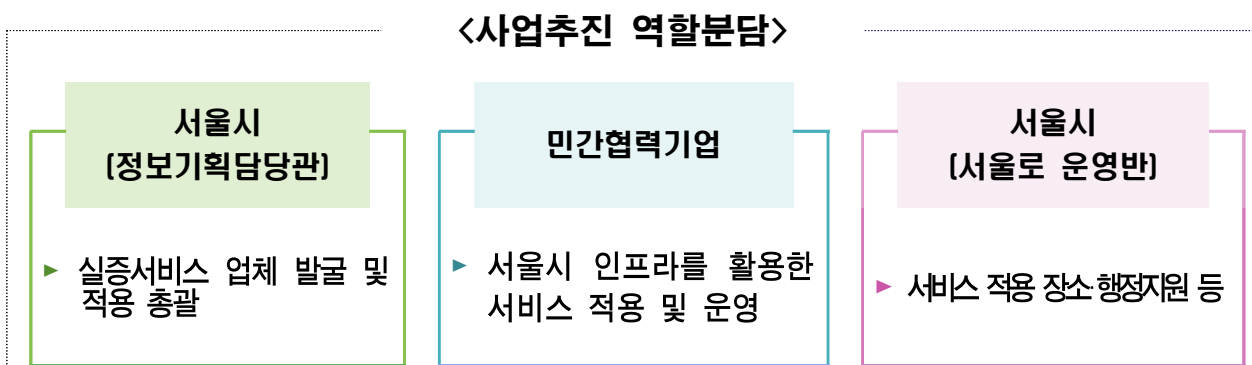 <사업추진 역할분담>
서울시
(정보기획담당관)
► 실증서비스 업체 발굴 및
적용 총괄
민간협력기업
► 서울시 인프라를 활용한
서비스 적용 및 운영
서울시
(서울로 운영반)
► 서비스 적용 장소·행정지원 등